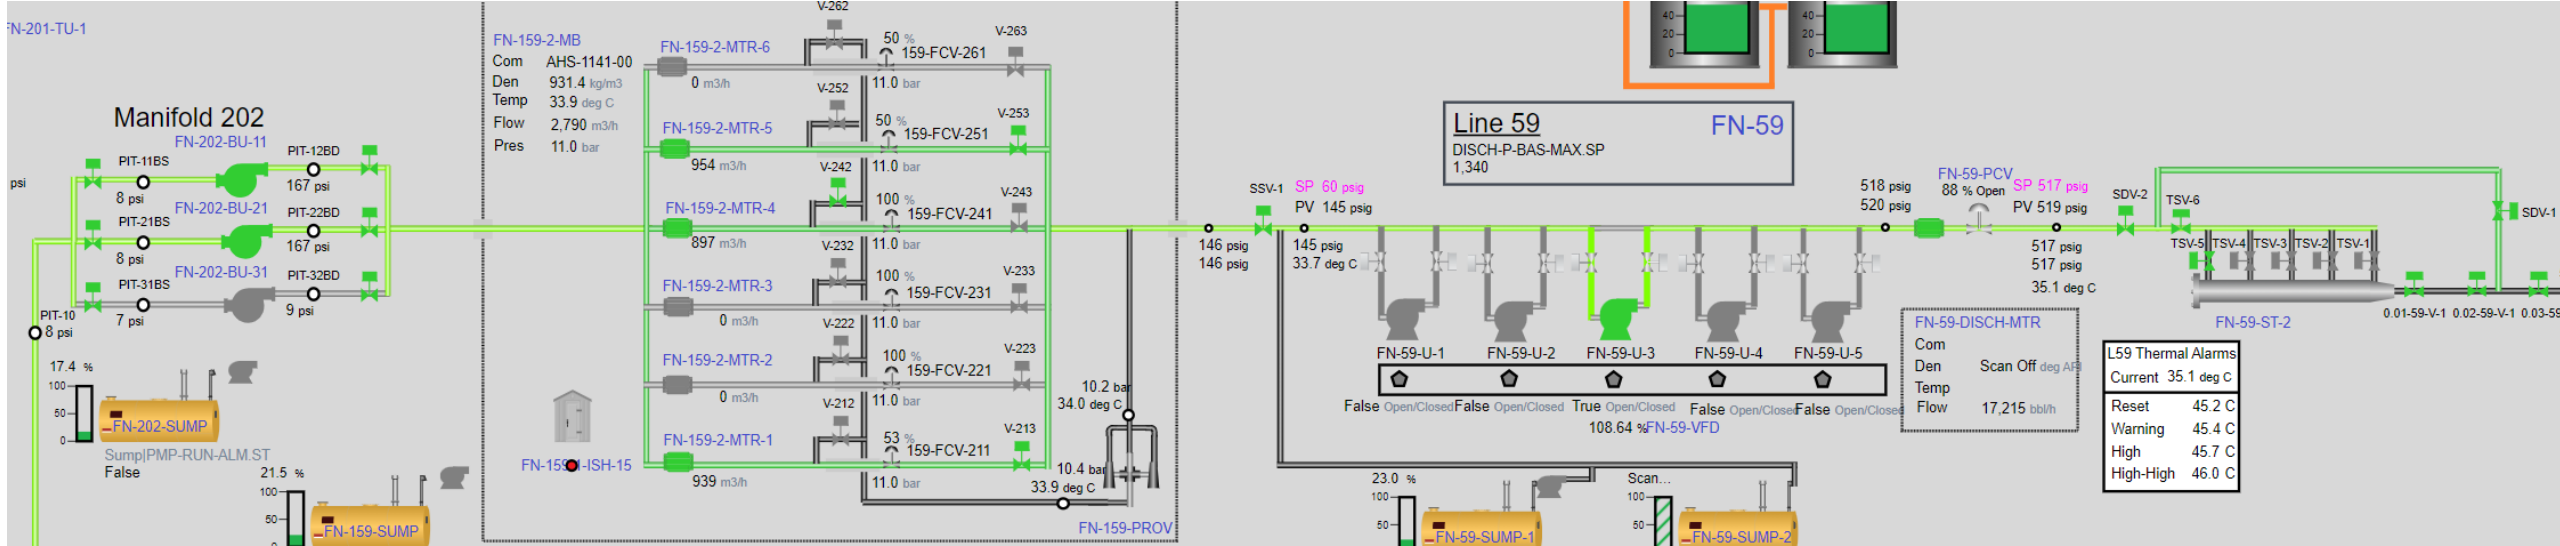 FN-201-TU-1
psi
Manifold 202
FN-202-BU-11
PIT-11BS
PIT-12BD
8 psi
167 psi
FN-202-BU-21
PIT-21BS
PIT-22BD
8 psi
167 psi
FN-202-BU-31
PIT-31BS
PIT-32BD
7 psi
9 psi
PIT-10
8 psi
17.4 %
100
50
0
FN-202-SUMP
Sump|PMP-RUN-ALM.ST
False
21.5 %
100
50
0
FN-159-SUMP
FN-159-2-MB
Com AHS-1141-00
Den 931.4 kg/m3
Temp 33.9 deg C
Flow 2,790 m3/h
Pres 11.0 bar
FN-159-1-ISH-15
V-262
FN-159-2-MTR-6
0 m3/h
50 %
159-FCV-261
11.0 bar
V-263
V-252
FN-159-2-MTR-5
954 m3/h
50 %
159-FCV-251
11.0 bar
V-253
V-242
FN-159-2-MTR-4
897 m3/h
100 %
159-FCV-241
11.0 bar
V-243
V-232
FN-159-2-MTR-3
0 m3/h
100 %
159-FCV-231
11.0 bar
V-233
V-222
FN-159-2-MTR-2
0 m3/h
100 %
159-FCV-221
11.0 bar
V-223
V-212
FN-159-2-MTR-1
939 m3/h
53 %
159-FCV-211
11.0 bar
V-213
10.2 bar
34.0 deg C
10.4 bar
33.9 deg C
FN-159-PROV
40
20
0
40
20
0
Line 59 FN-59
DISCH-P-BAS-MAX.SP
1,340
146 psig
146 psig
SSV-1
SP 60 psig
PV 145 psig
145 psig
33.7 deg C
FN-59-U-1
FN-59-U-2
FN-59-U-3
FN-59-U-4
FN-59-U-5
False Open/Closed
False Open/Closed
True Open/Closed
False Open/Closed
False Open/Closed
108.64 %
FN-59-VFD
23.0 %
100
50
FN-59-SUMP-1
Scan...
100
50
FN-59-SUMP-2
518 psig
520 psig
FN-59-PCV
88 % Open
SP 517 psig
PV 519 psig
517 psig
517 psig
35.1 deg C
FN-59-DISCH-MTR
Com
Den Scan Off deg API
Temp
Flow 17,215 bbl/h
SDV-2
TSV-6
SDV-1
TSV-5
TSV-4
TSV-3
TSV-2
TSV-1
FN-59-ST-2
0.01-59-V-1
0.02-59-V-1
0.03-59
L59 Thermal Alarms
Current 35.1 deg C
Reset 45.2 C
Warning 45.4 C
High 45.7 C
High-High 46.0 C